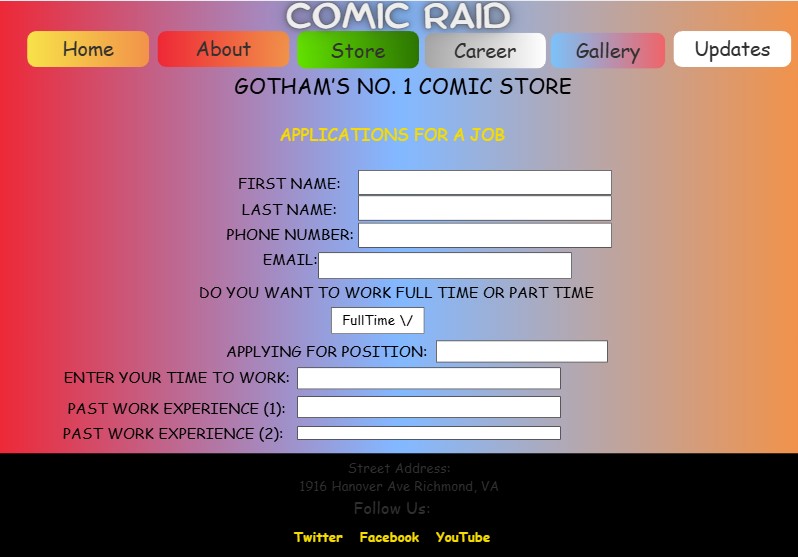 COMIC RAID
Home About Store Career Gallery Updates
GOTHAM'S NO. 1 COMIC STORE
APPLICATIONS FOR A JOB
FIRST NAME:
LAST NAME:
PHONE NUMBER:
EMAIL:
DO YOU WANT TO WORK FULL TIME OR PART TIME
FullTime \/
APPLYING FOR POSITION:
ENTER YOUR TIME TO WORK:
PAST WORK EXPERIENCE (1):
PAST WORK EXPERIENCE (2):
Street Address:
1916 Hanover Ave Richmond, VA
Follow Us:
Twitter Facebook YouTube